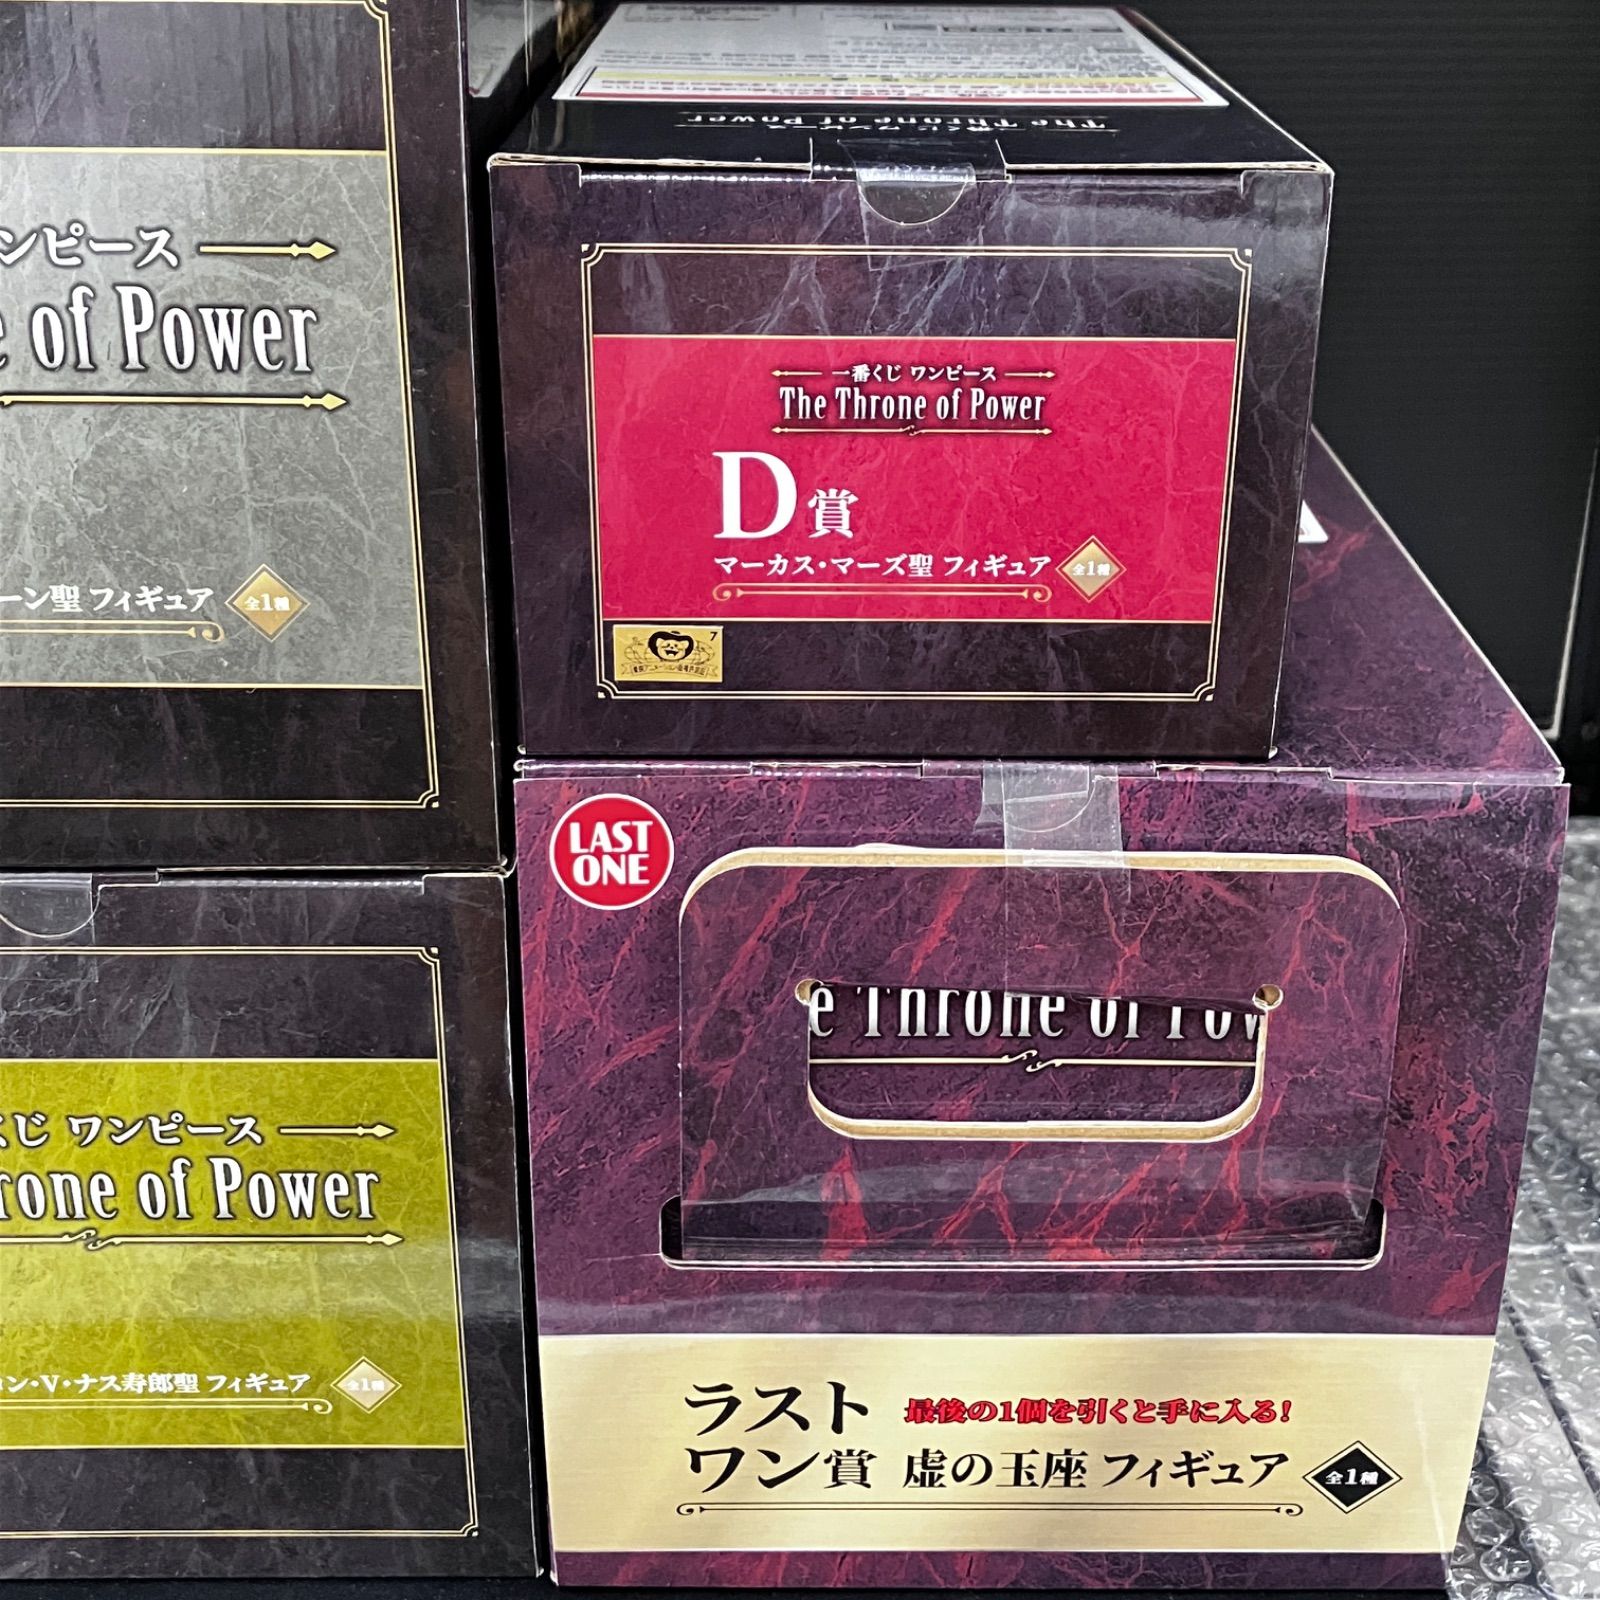 ンピース
e of Power
ーン聖 フィギュア
全1種
The Throne of Power
一番くじ ワンピース
The Throne of Power
D賞
マーカス・マーズ聖 フィギュア
全1種
7
くじ ワンピース
rone of Power
ン・V・ナス寿郎聖 フィギュア
全1種
LAST
ONE
e Throne of Pow
ラスト
ワン賞
最後の1個を引くと手に入る!
虚の玉座 フィギュア
全1種